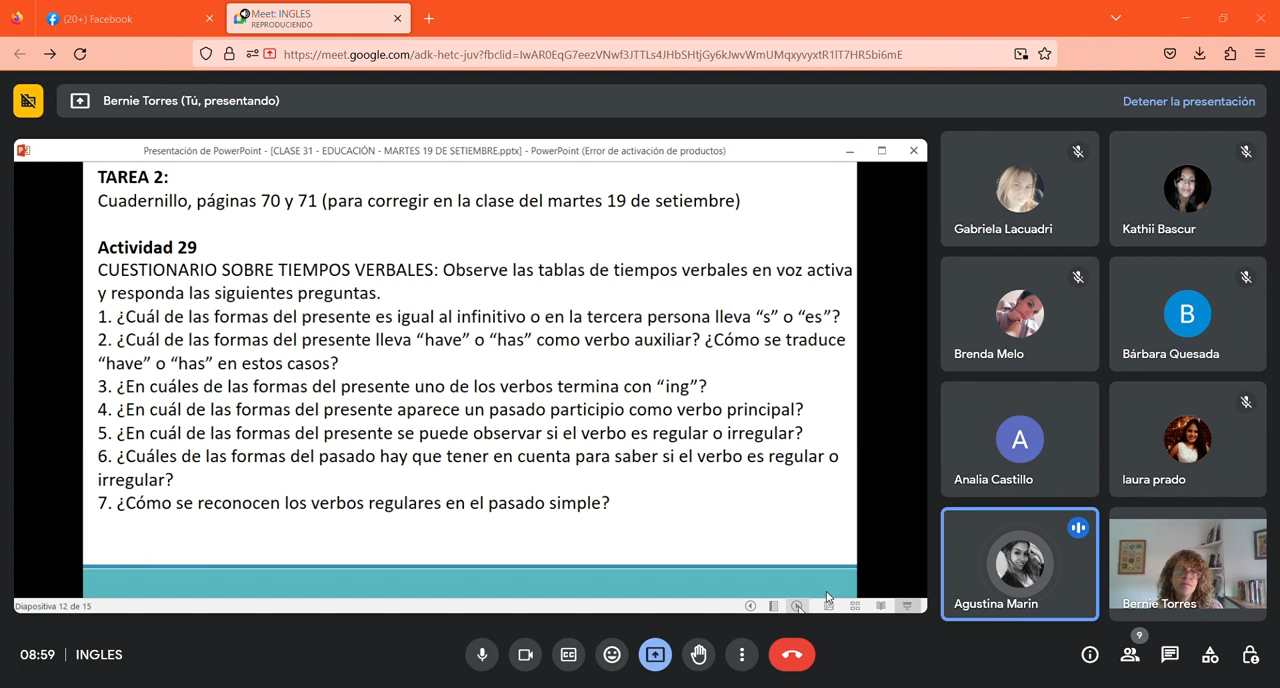 (20+) Facebook
Meet: INGLES
REPRODUCIENDO
https://meet.google.com/adk-hetc-juv?fbclid=IwAR0EqG7eezVNwf3JTTLs4JHbSHtjGy6kJwvWmUMqxyvyxtR1lT7HR5bi6mE
Bernie Torres (Tú, presentando)
Detener la presentación
Presentación de PowerPoint - [CLASE 31 - EDUCACIÓN - MARTES 19 DE SETIEMBRE.pptx] - PowerPoint (Error de activación de productos)
TAREA 2:
Cuadernillo, páginas 70 y 71 (para corregir en la clase del martes 19 de setiembre)
Actividad 29
CUESTIONARIO SOBRE TIEMPOS VERBALES: Observe las tablas de tiempos verbales en voz activa
y responda las siguientes preguntas.
1. ¿Cuál de las formas del presente es igual al infinitivo o en la tercera persona lleva “s” o “es”?
2. ¿Cuál de las formas del presente lleva “have” o “has” como verbo auxiliar? ¿Cómo se traduce
“have” o “has” en estos casos?
3. ¿En cuáles de las formas del presente uno de los verbos termina con “ing”?
4. ¿En cuál de las formas del presente aparece un pasado participio como verbo principal?
5. ¿En cuál de las formas del presente se puede observar si el verbo es regular o irregular?
6. ¿Cuáles de las formas del pasado hay que tener en cuenta para saber si el verbo es regular o
irregular?
7. ¿Cómo se reconocen los verbos regulares en el pasado simple?
Diapositiva 12 de 15
Gabriela Lacuadri
Kathii Bascur
Brenda Melo
B
Bárbara Quesada
A
Analia Castillo
laura prado
Agustina Marin
Bernie Torres
08:59 | INGLES
9